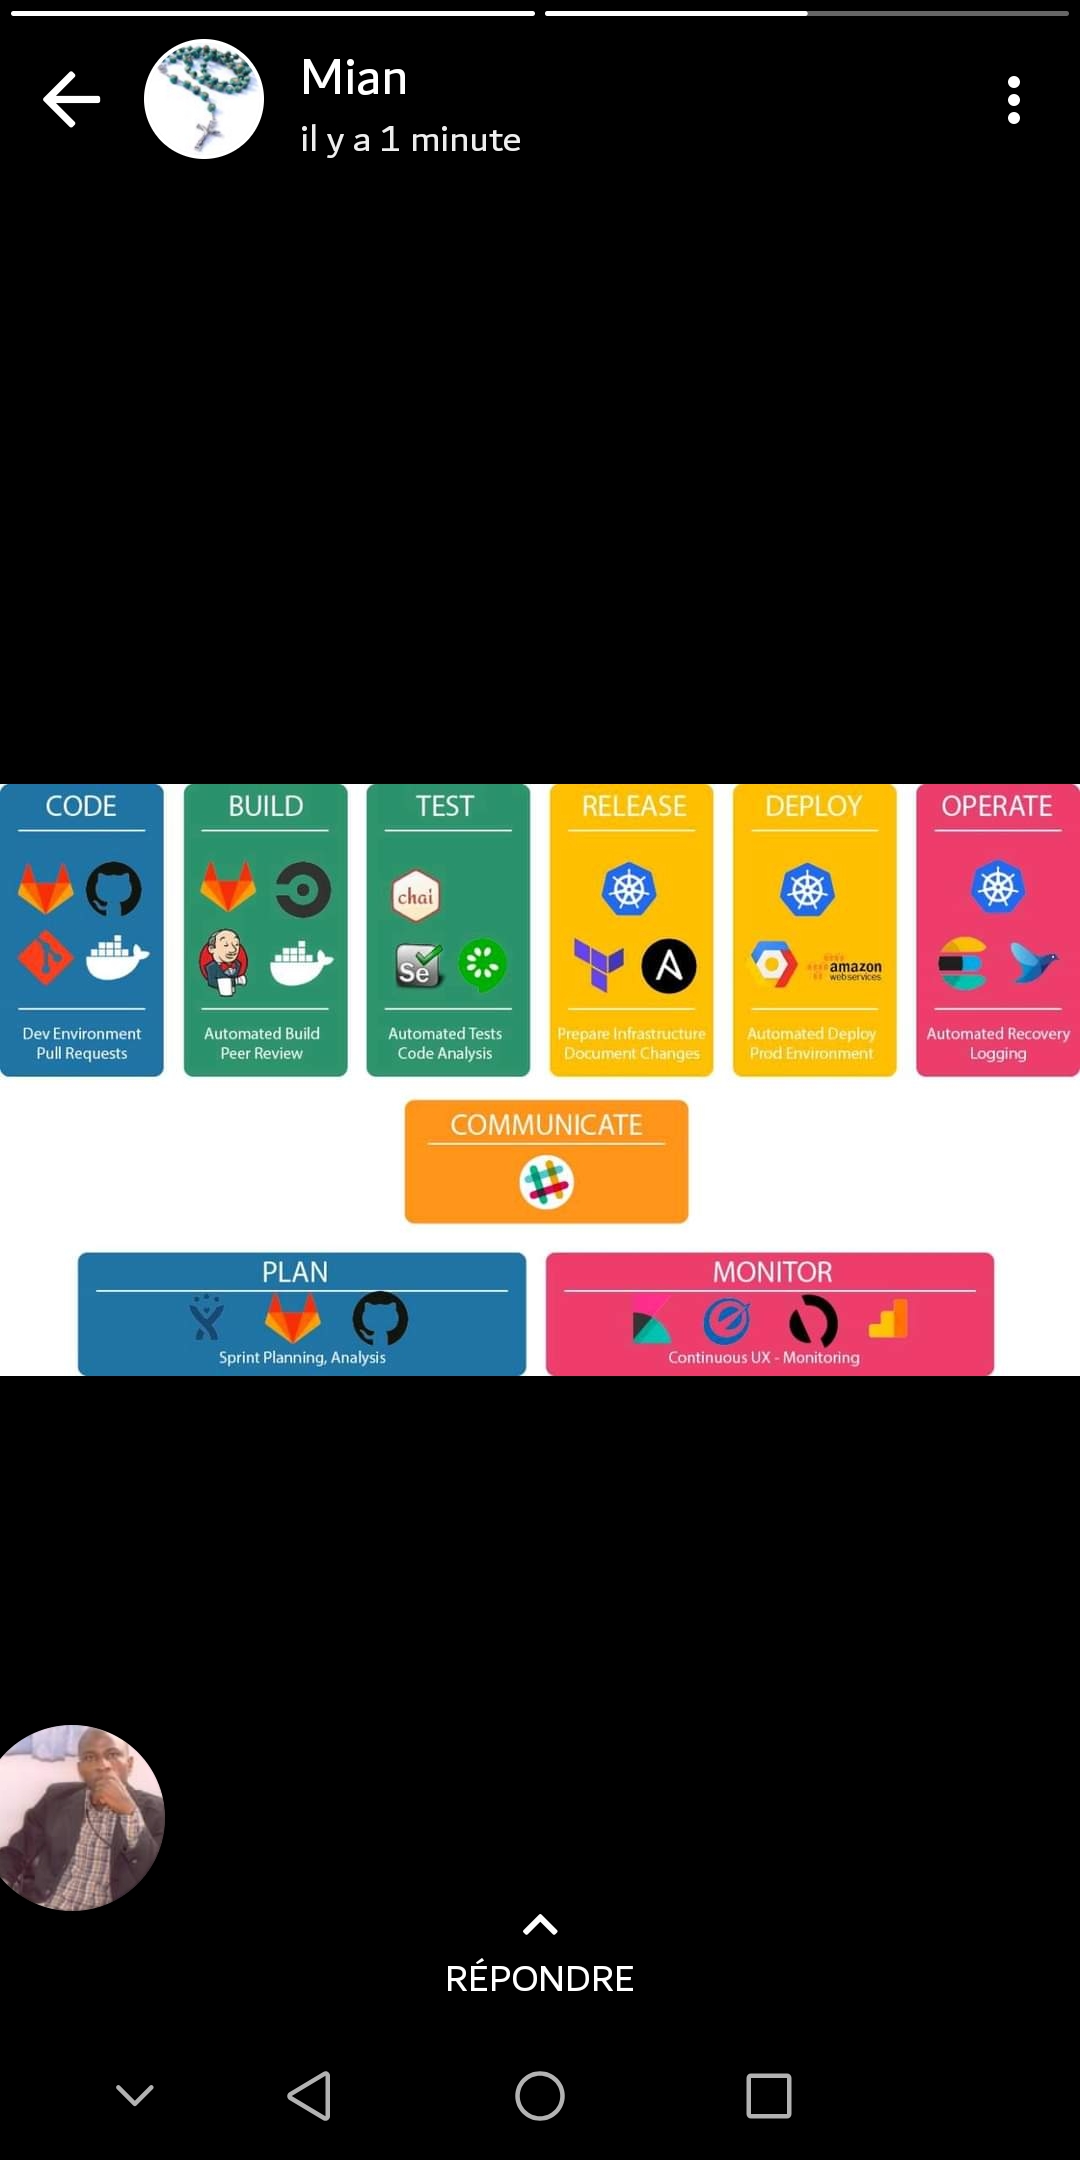 Mian
il y a 1 minute
CODE
Dev Environment
Pull Requests
BUILD
Automated Build
Peer Review
TEST
chai
Se
Automated Tests
Code Analysis
RELEASE
A
Prepare Infrastructure
Document Changes
DEPLOY
amazon
webservices
Automated Deploy
Prod Environment
OPERATE
Automated Recovery
Logging
COMMUNICATE
PLAN
Sprint Planning, Analysis
MONITOR
Continuous UX - Monitoring
RÉPONDRE